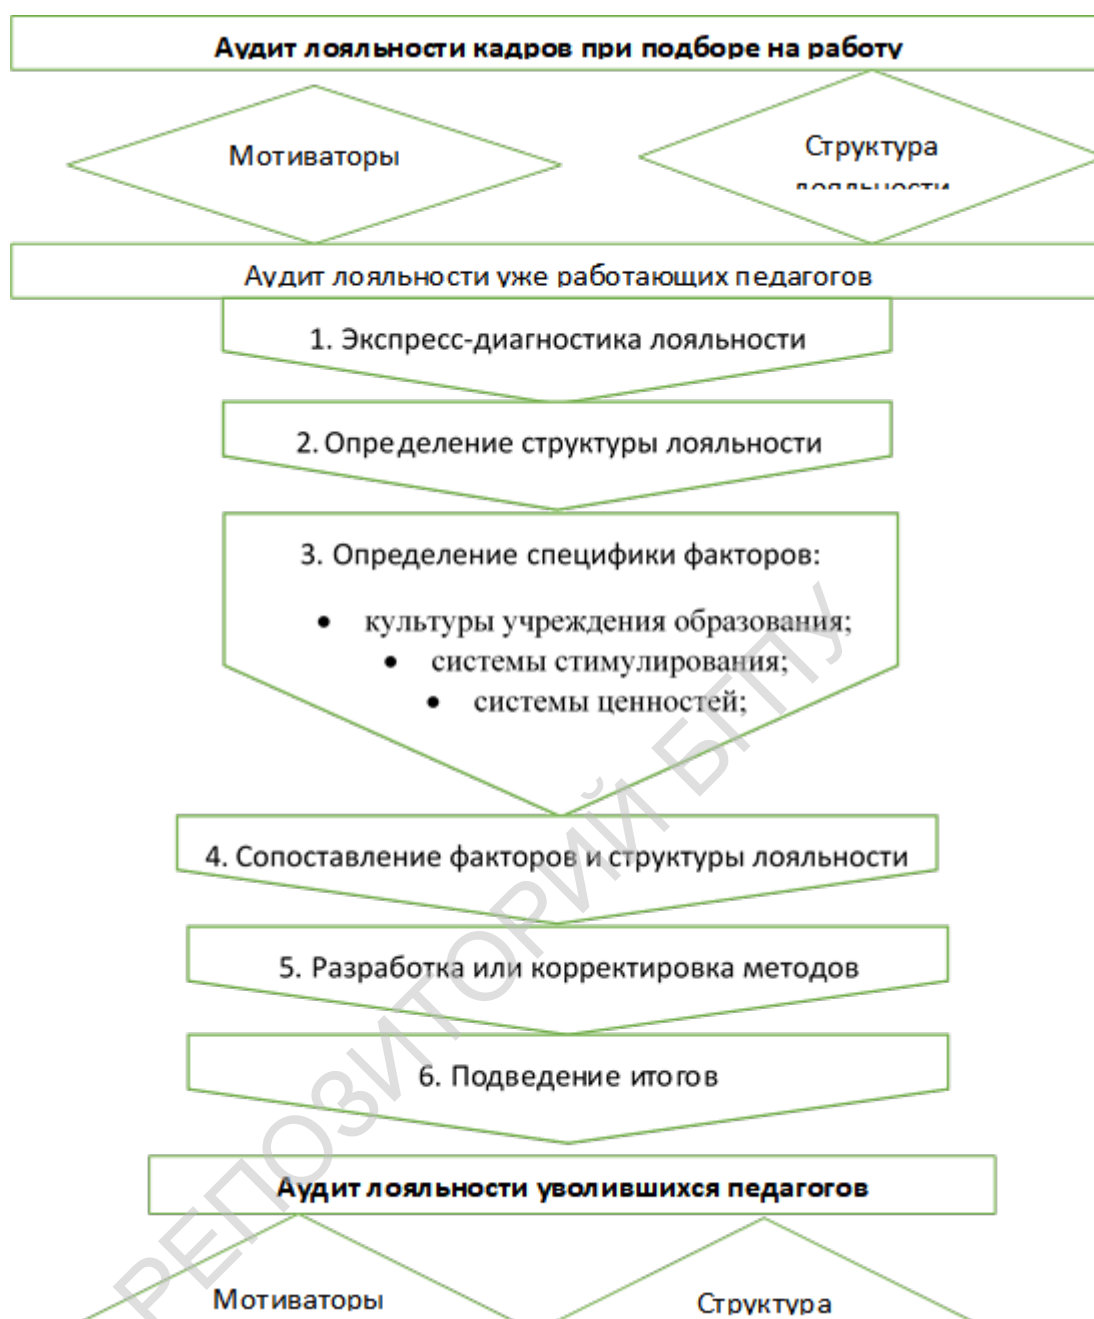 Аудит лояльности кадров при подборе на работу
Мотиваторы
Структура
лояльности
Аудит лояльности уже работающих педагогов
1. Экспресс-диагностика лояльности
2. Определение структуры лояльности
3. Определение специфики факторов:
• культуры учреждения образования;
• системы стимулирования;
• системы ценностей;
4. Сопоставление факторов и структуры лояльности
5. Разработка или корректировка методов
6. Подведение итогов
Аудит лояльности уволившихся педагогов
Мотиваторы
Структура
РЕПОЗИТОРИЙ БГПУ